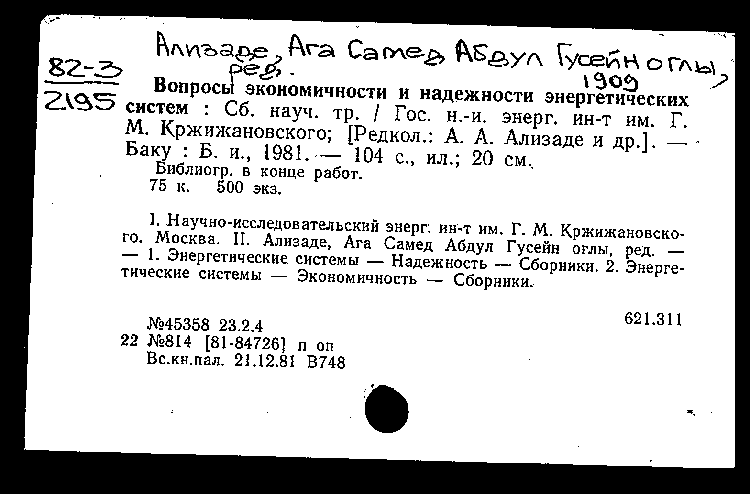 Ализаде, Ага Самед Абдул Гусейн оглы,
ред. 1909
82-3
2195
Вопросы экономичности и надежности энергетических
систем : Сб. науч. тр. / Гос. н.-и. энерг. ин-т им. Г.
М. Кржижановского; [Редкол.: А. А. Ализаде и др.]. —
Баку : Б. и., 1981. — 104 с., ил.; 20 см.
Библиогр. в конце работ.
75 к. 500 экз.
I. Научно-исследовательский энерг. ин-т им. Г. М. Кржижановско-
го. Москва. II. Ализаде, Ага Самед Абдул Гусейн оглы, ред. —
— 1. Энергетические системы — Надежность — Сборники. 2. Энерге-
тические системы — Экономичность — Сборники.
621.311
№45358 23.2.4
22 №814 [81-84726] п оп
Вс.кн.пал. 21.12.81 В748